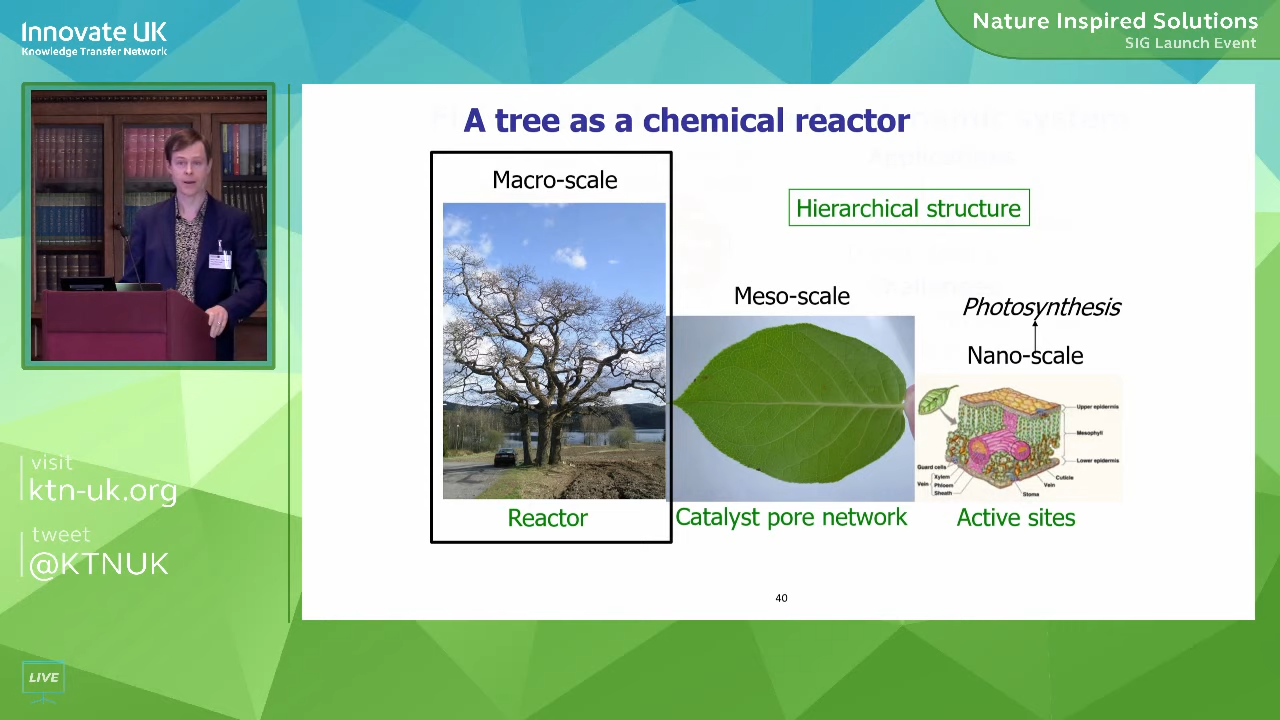 Innovate UK
Knowledge Transfer Network
Nature Inspired Solutions
SIG Launch Event
A tree as a chemical reactor
Macro-scale
Hierarchical structure
Meso-scale
Photosynthesis
Nano-scale
Upper epidermis
Mesophyll
Lower epidermis
Guard cells
Xylem
Vein
Phloem
Sheath
Cuticle
Vein
Stoma
Reactor
Catalyst pore network
Active sites
40
visit
ktn-uk.org
tweet
@KTNUK
LIVE